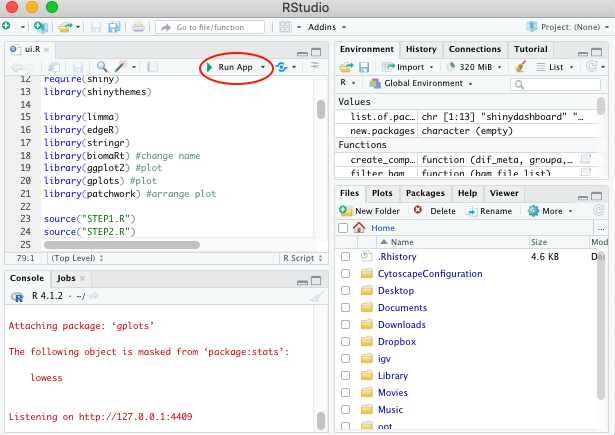 RStudio
Go to file/function
Addins
Project: (None)
ui.R
Run App
12 require(shiny)
13 library(shinythemes)
14
15 library(limma)
16 library(edgeR)
17 library(stringr)
18 library(biomaRt) #change name
19 library(ggplot2) #plot
20 library(gplots) #plot
21 library(patchwork) #arrange plot
22
23 source("STEP1.R")
24 source("STEP2.R")
25
79:1 (Top Level) R Script
Console Jobs
R 4.1.2 · ~/
Attaching package: ‘gplots’
The following object is masked from ‘package:stats’:
lowess
Listening on http://127.0.0.1:4409
Environment History Connections Tutorial
Import 320 MiB List
R Global Environment
Values
list.of.pac… chr [1:13] "shinydashboard" "…
new.packages character (empty)
Functions
create_comp… function (dif_meta, groupa,…
filter_bam function (bam_file_list)
Files Plots Packages Help Viewer
New Folder Delete Rename More
Home ...
Name Size Mod
.Rhistory 4.6 KB De
CytoscapeConfiguration
Desktop
Documents
Downloads
Dropbox
igv
Library
Movies
Music
opt